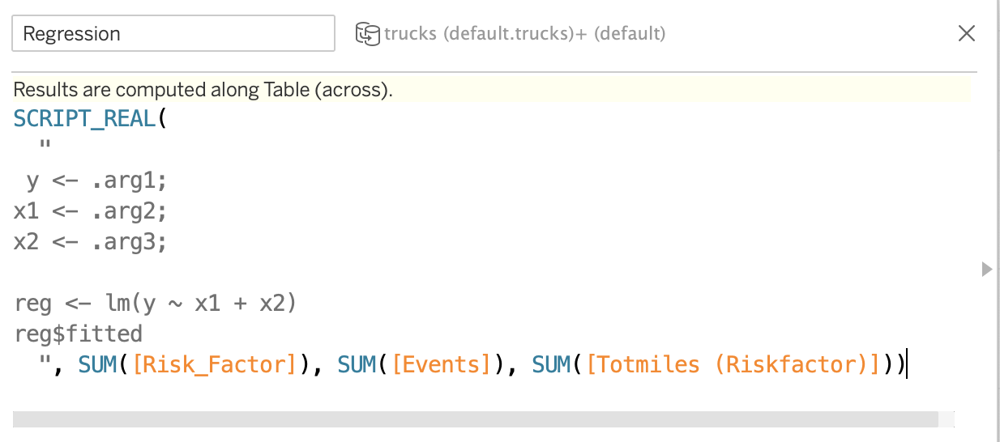 Regression
trucks (default.trucks)+ (default)
Results are computed along Table (across).
SCRIPT_REAL(
"
y <- .arg1;
x1 <- .arg2;
x2 <- .arg3;
reg <- lm(y ~ x1 + x2)
reg$fitted
", SUM([Risk_Factor]), SUM([Events]), SUM([Totmiles (Riskfactor)]))